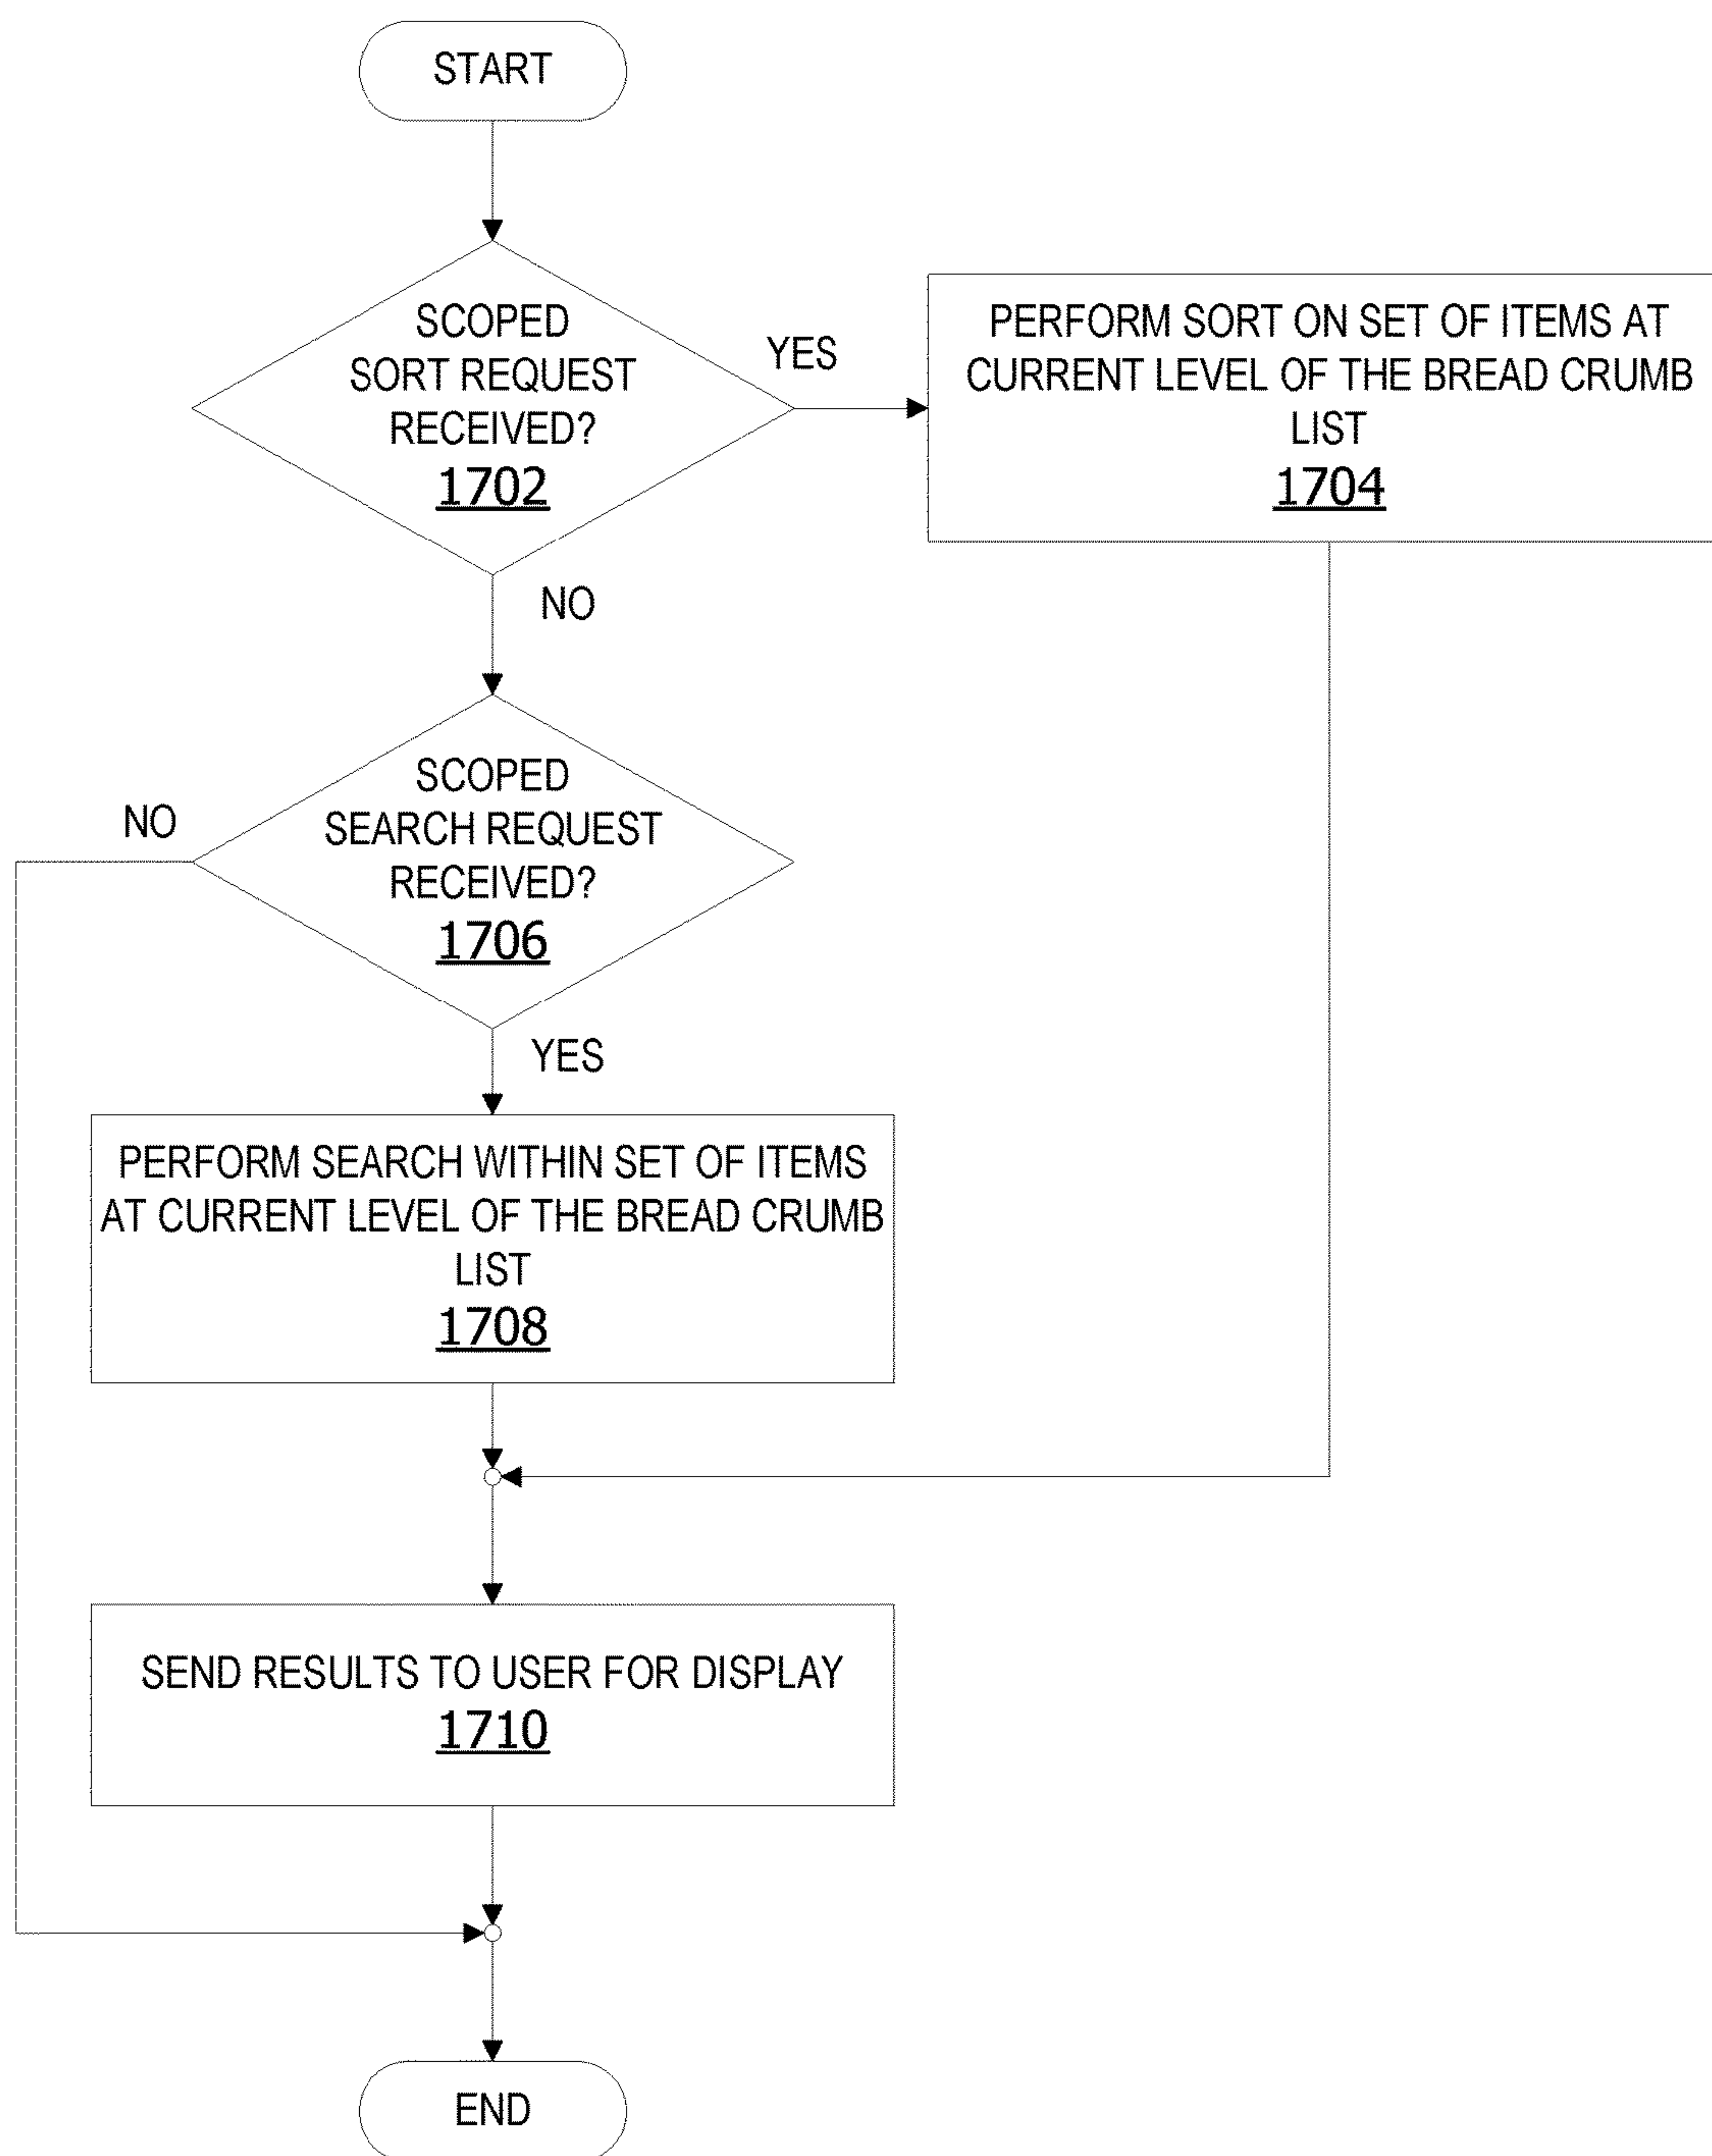 START
SCOPED
SORT REQUEST
RECEIVED?
1702
YES
PERFORM SORT ON SET OF ITEMS AT
CURRENT LEVEL OF THE BREAD CRUMB
LIST
1704
NO
SCOPED
SEARCH REQUEST
RECEIVED?
1706
NO
YES
PERFORM SEARCH WITHIN SET OF ITEMS
AT CURRENT LEVEL OF THE BREAD CRUMB
LIST
1708
SEND RESULTS TO USER FOR DISPLAY
1710
END